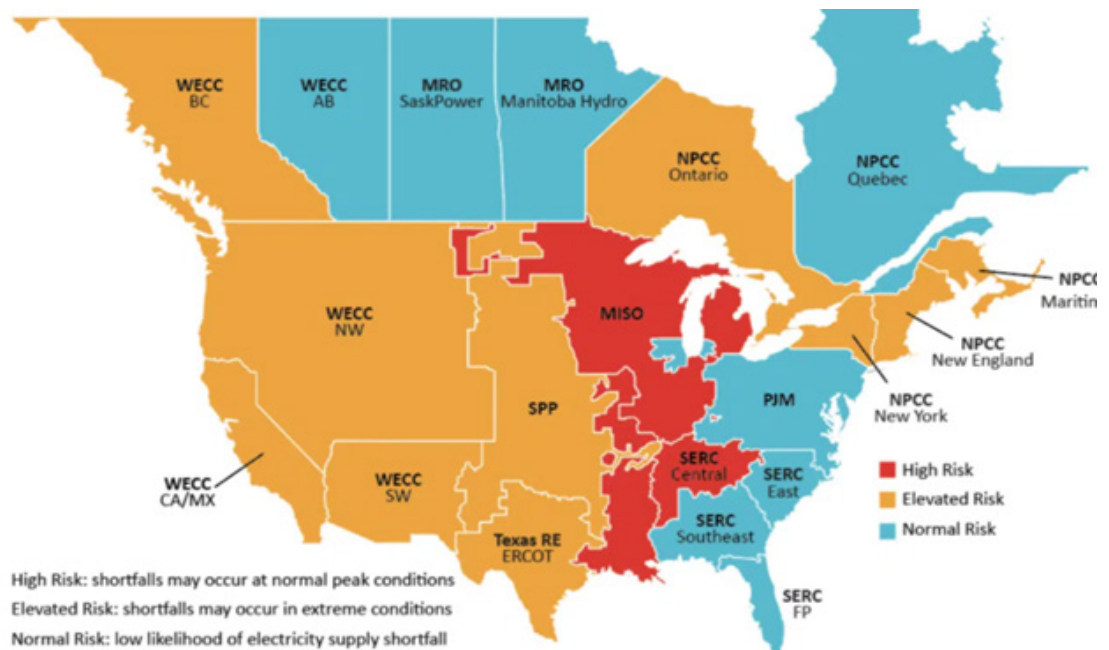 WECC
BC
WECC
AB
MRO
SaskPower
MRO
Manitoba Hydro
NPCC
Ontario
NPCC
Quebec
NPCC
Maritin
WECC
NW
MISO
NPCC
New England
SPP
PJM
NPCC
New York
WECC
CA/MX
WECC
SW
SERC
Central
SERC
East
High Risk
Elevated Risk
Normal Risk
Texas RE
ERCOT
SERC
Southeast
SERC
FP
High Risk: shortfalls may occur at normal peak conditions
Elevated Risk: shortfalls may occur in extreme conditions
Normal Risk: low likelihood of electricity supply shortfall